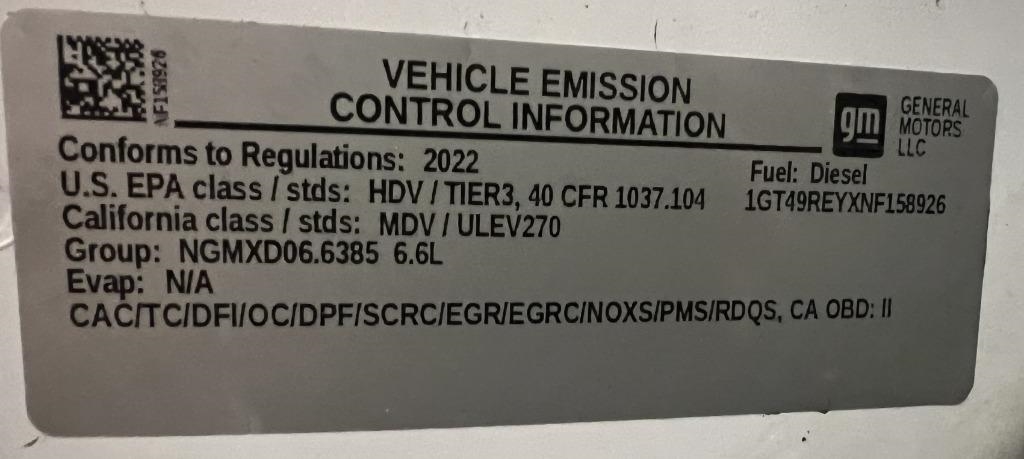 NF158926
VEHICLE EMISSION
CONTROL INFORMATION
gm
GENERAL
MOTORS
LLC
Conforms to Regulations: 2022
Fuel: Diesel
U.S. EPA class / stds: HDV / TIER3, 40 CFR 1037.104
1GT49REYXNF158926
California class / stds: MDV / ULEV270
Group: NGMXD06.6385 6.6L
Evap: N/A
CAC/TC/DFI/OC/DPF/SCRC/EGR/EGRC/NOXS/PMS/RDQS, CA OBD: II